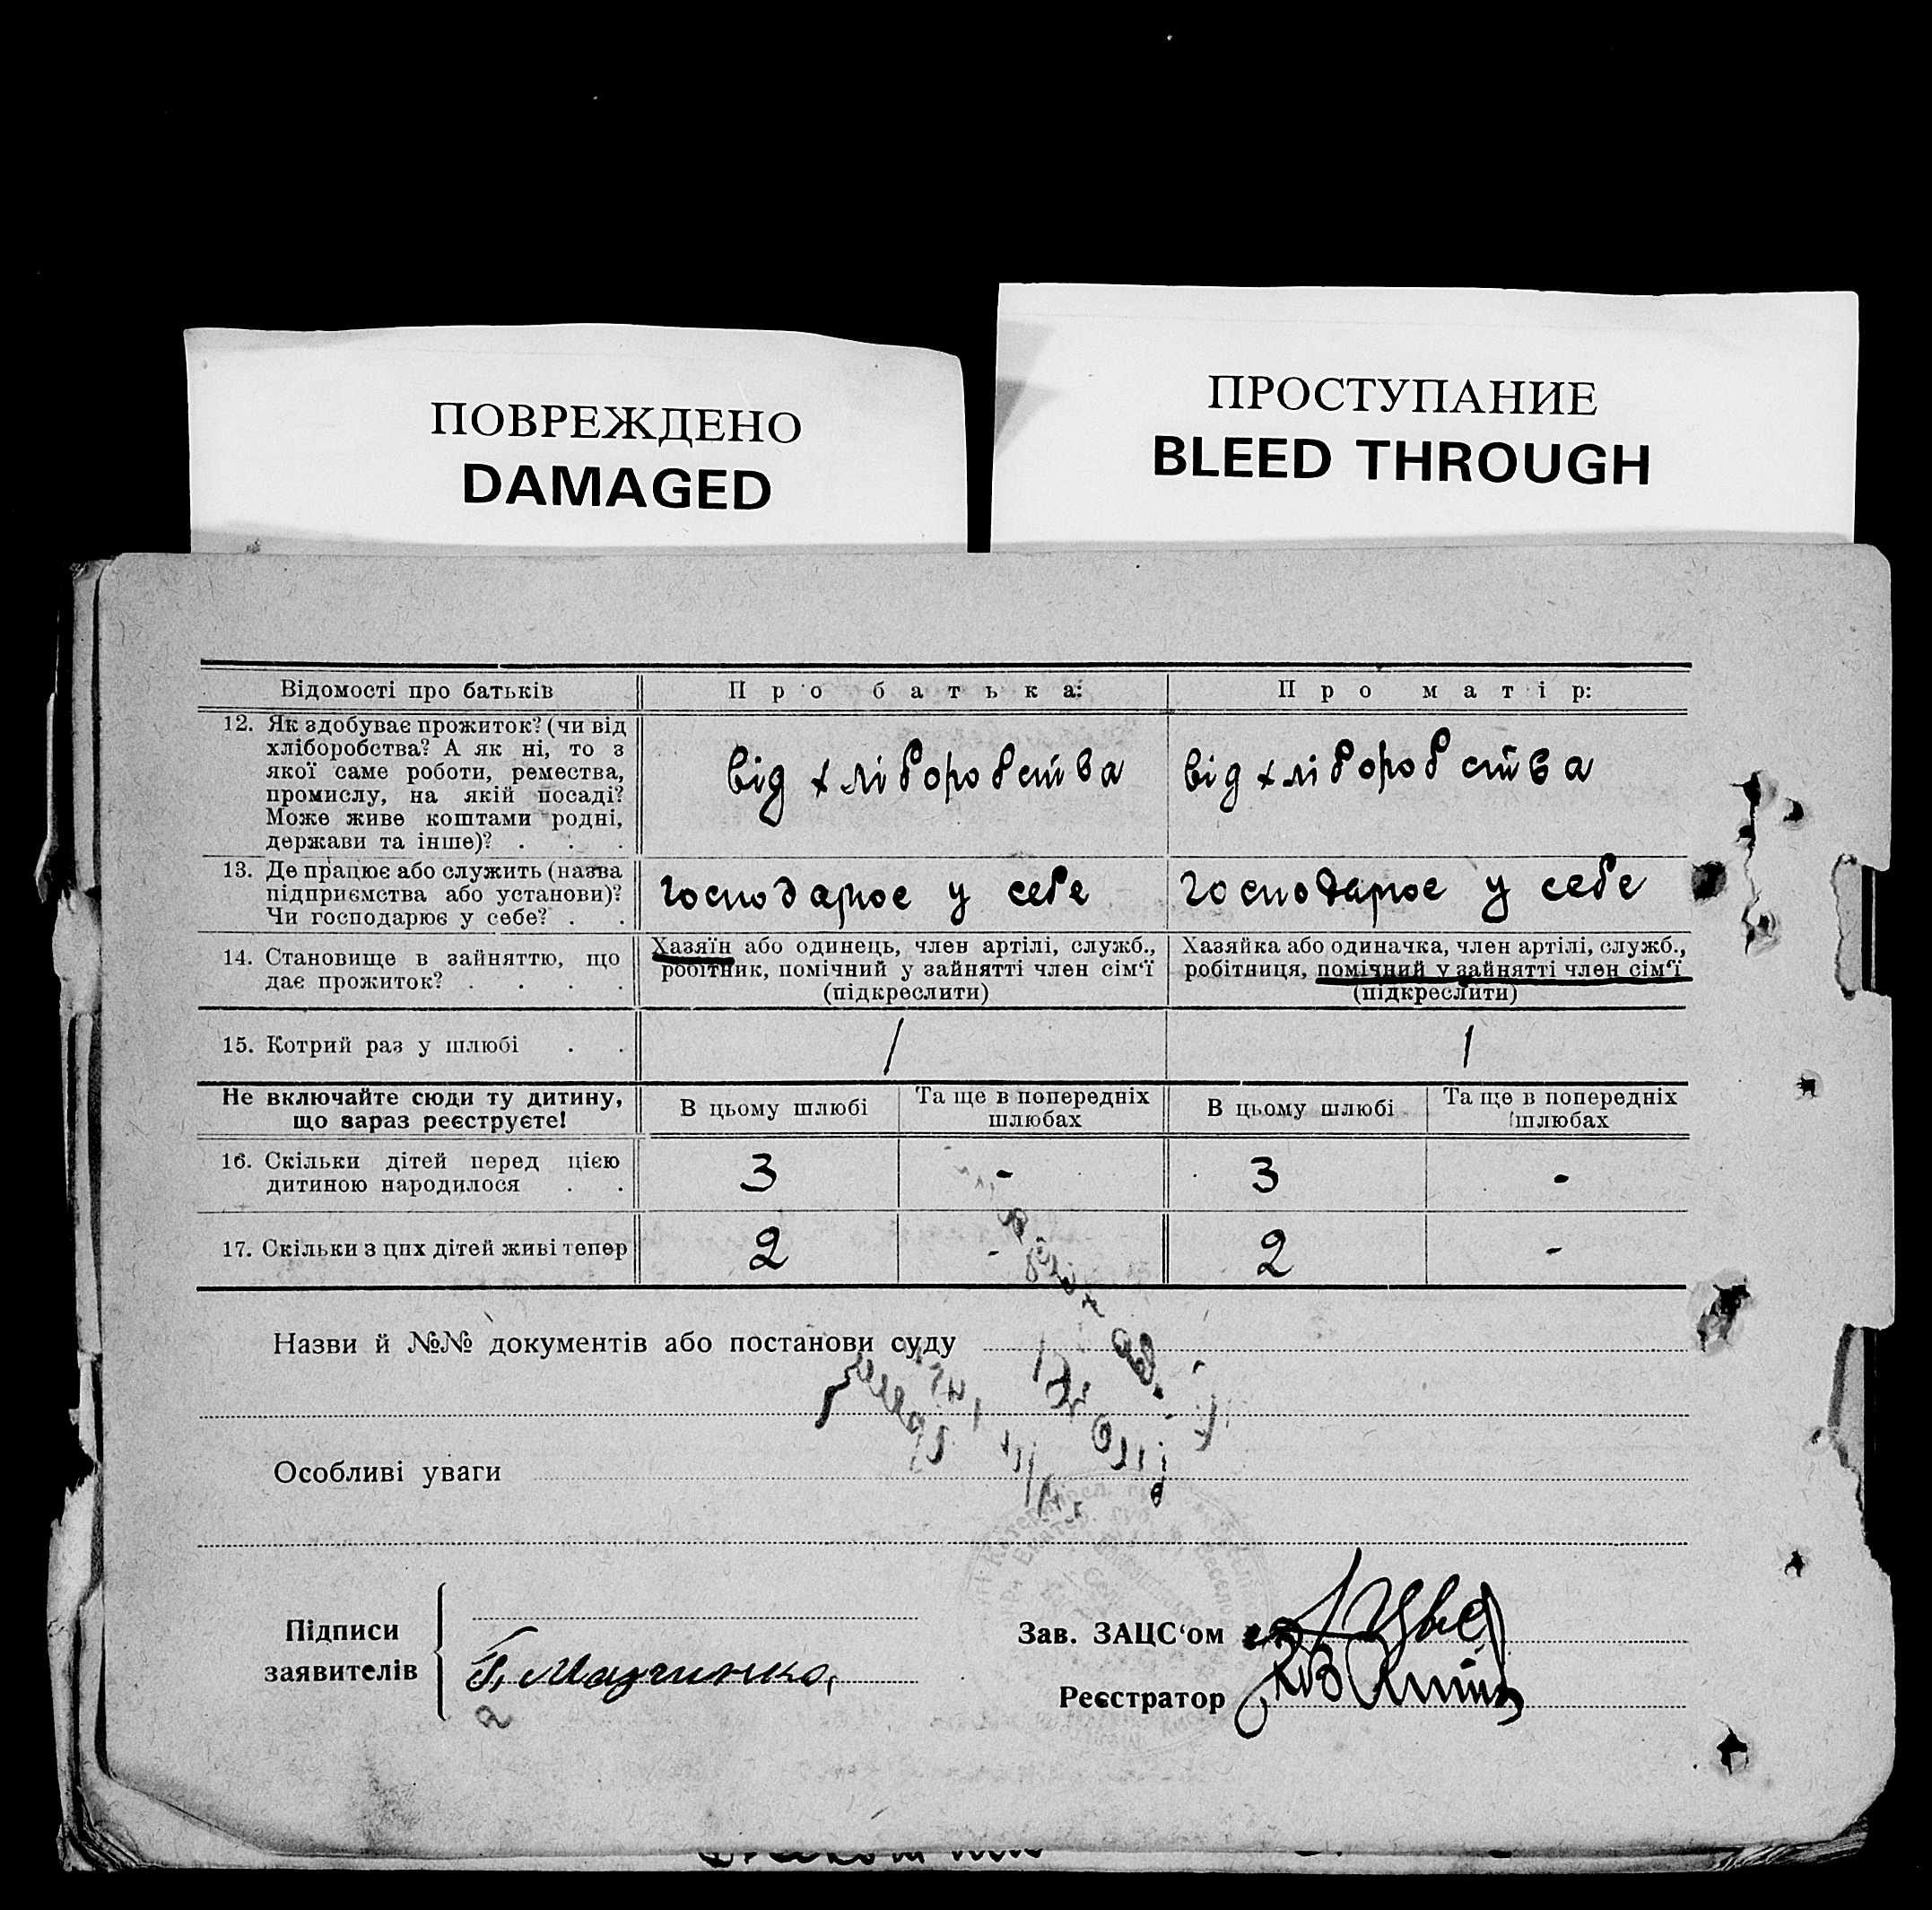 ПОВРЕЖДЕНО
DAMAGED
ПРОСТУПАНИЕ
BLEED THROUGH
Відомості про батьків
Про батька:
Про матір:
12. Як здобуває прожиток? (чи від
хліборобства? А як ні, то з
якої саме роботи, ремества,
промислу, на якій посаді?
Може живе коштами родні,
держави та інше)? . . .
від хліборобства
від хліборобства
13. Де працює або служить (назва
підприємства або установи)?
Чи господарює у себе? . .
господарює у себе
господарює у себе
14. Становище в зайняттю, що
дає прожиток? . . . .
Хазяїн або одинець, член артілі, служб.,
робітник, помічний у зайнятті член сім‘ї
(підкреслити)
Хазяйка або одиначка, член артілі, служб.,
робітниця, помічний у зайнятті член сім‘ї
(підкреслити)
15. Котрий раз у шлюбі . .
1
1
Не включайте сюди ту дитину,
що зараз реєструєте!
В цьому шлюбі
Та ще в попередніх
шлюбах
В цьому шлюбі
Та ще в попередніх
шлюбах
16. Скільки дітей перед цією
дитиною народилося . .
3
-
3
-
17. Скільки з цих дітей живі тепер
2
-
2
-
Назви й №№ документів або постанови суду
Особливі уваги
Підписи
заявителів
Зав. ЗАЦС‘ом
Реєстратор